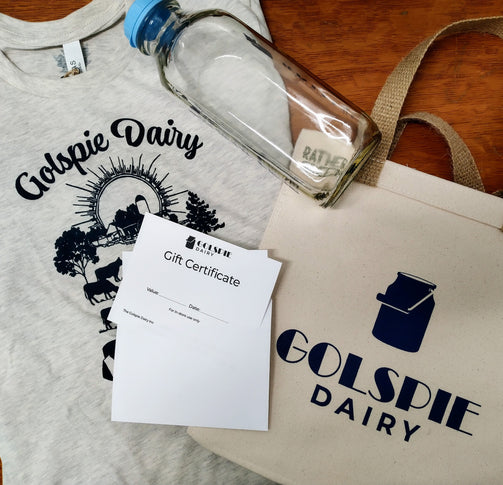 Golspie Dairy
RATHER
GOLSPIE
DAIRY
Gift Certificate
Value: Date:
For in-store use only
The Golspie Dairy Inc
GOLSPIE
DAIRY